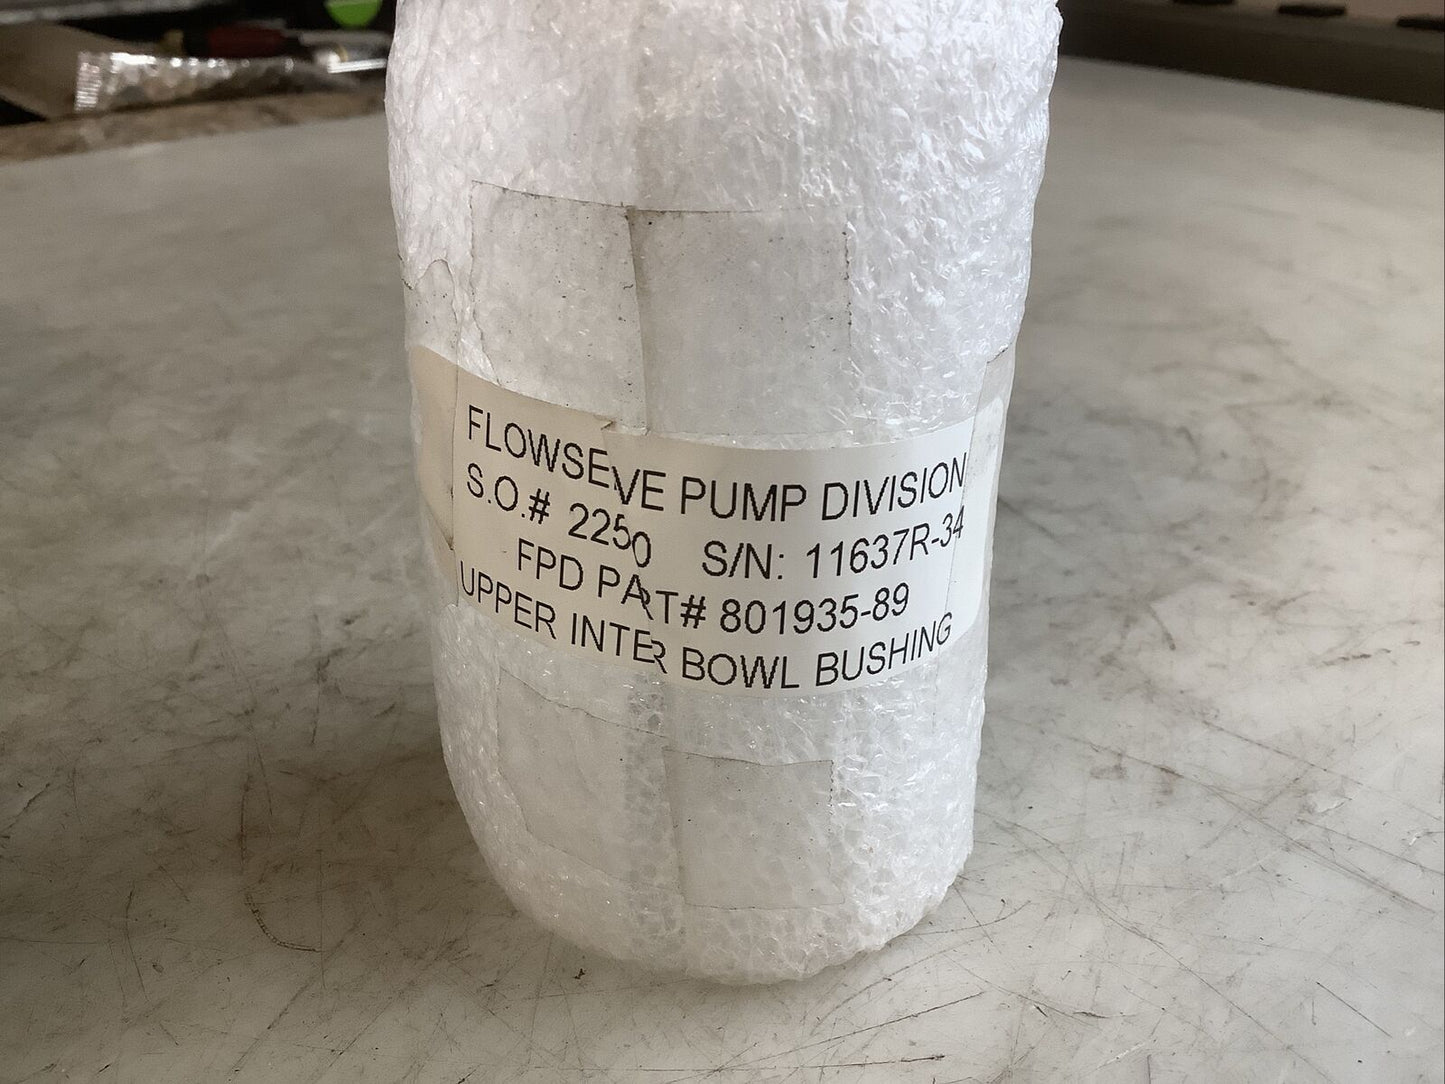 FLOWSEVE PUMP DIVISION
S.O.# 2250 S/N: 11637R-34
FPD PART# 801935-89
UPPER INTER BOWL BUSHING